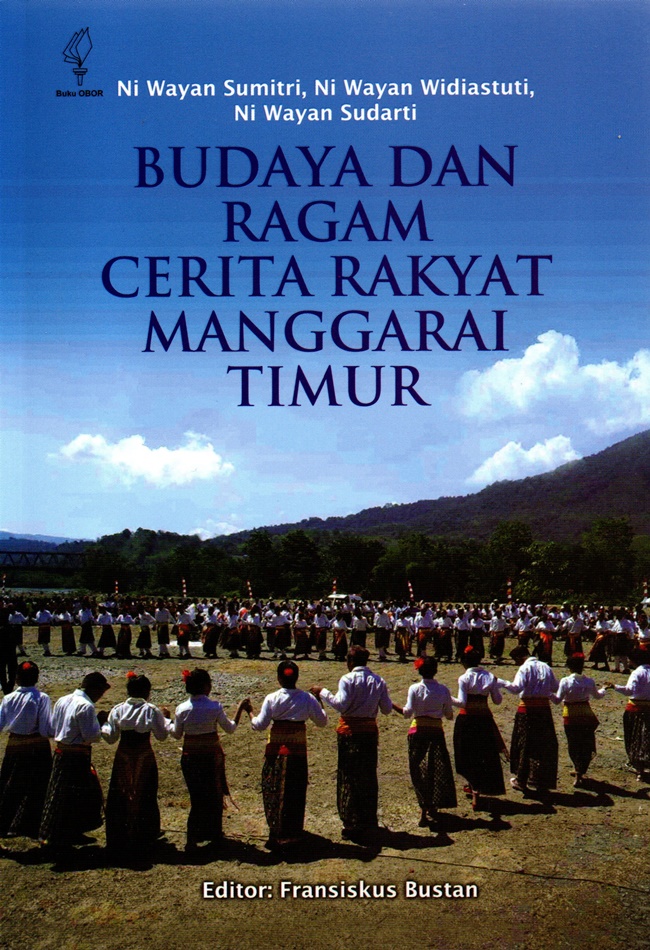 Buku OBOR
Ni Wayan Sumitri, Ni Wayan Widiastuti,
Ni Wayan Sudarti
BUDAYA DAN
RAGAM
CERITA RAKYAT
MANGGARAI
TIMUR
Editor: Fransiskus Bustan